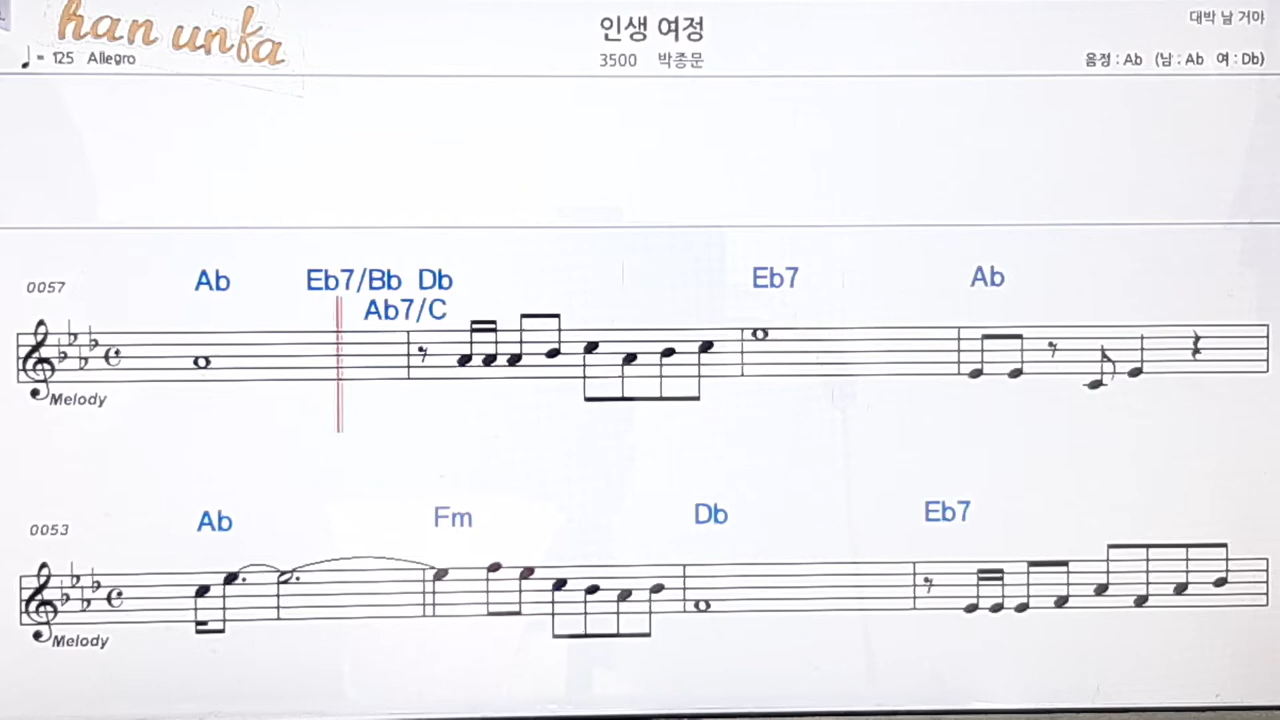 han unfa
인생 여정
대박 날 거야
♩ = 125 Allegro
3500 박종문
음정 : Ab (남 : Ab 여 : Db)
0057
Ab Eb7/Bb Db Eb7 Ab
Ab7/C
Melody
0053
Ab Fm Db Eb7
Melody